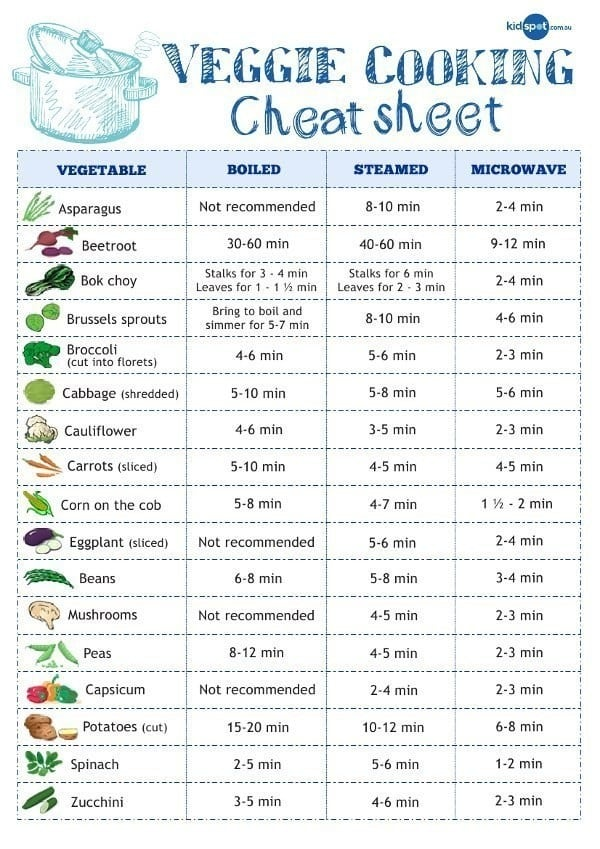 kidspot.com.au
VEGGIE COOKING
Cheat sheet
VEGETABLE BOILED STEAMED MICROWAVE
Asparagus Not recommended 8-10 min 2-4 min
Beetroot 30-60 min 40-60 min 9-12 min
Bok choy Stalks for 3 - 4 min Leaves for 1 - 1 ½ min Stalks for 6 min Leaves for 2 - 3 min 2-4 min
Brussels sprouts Bring to boil and simmer for 5-7 min 8-10 min 4-6 min
Broccoli (cut into florets) 4-6 min 5-6 min 2-3 min
Cabbage (shredded) 5-10 min 5-8 min 5-6 min
Cauliflower 4-6 min 3-5 min 2-3 min
Carrots (sliced) 5-10 min 4-5 min 4-5 min
Corn on the cob 5-8 min 4-7 min 1 ½ - 2 min
Eggplant (sliced) Not recommended 5-6 min 2-4 min
Beans 6-8 min 5-8 min 3-4 min
Mushrooms Not recommended 4-5 min 2-3 min
Peas 8-12 min 4-5 min 2-3 min
Capsicum Not recommended 2-4 min 2-3 min
Potatoes (cut) 15-20 min 10-12 min 6-8 min
Spinach 2-5 min 5-6 min 1-2 min
Zucchini 3-5 min 4-6 min 2-3 min